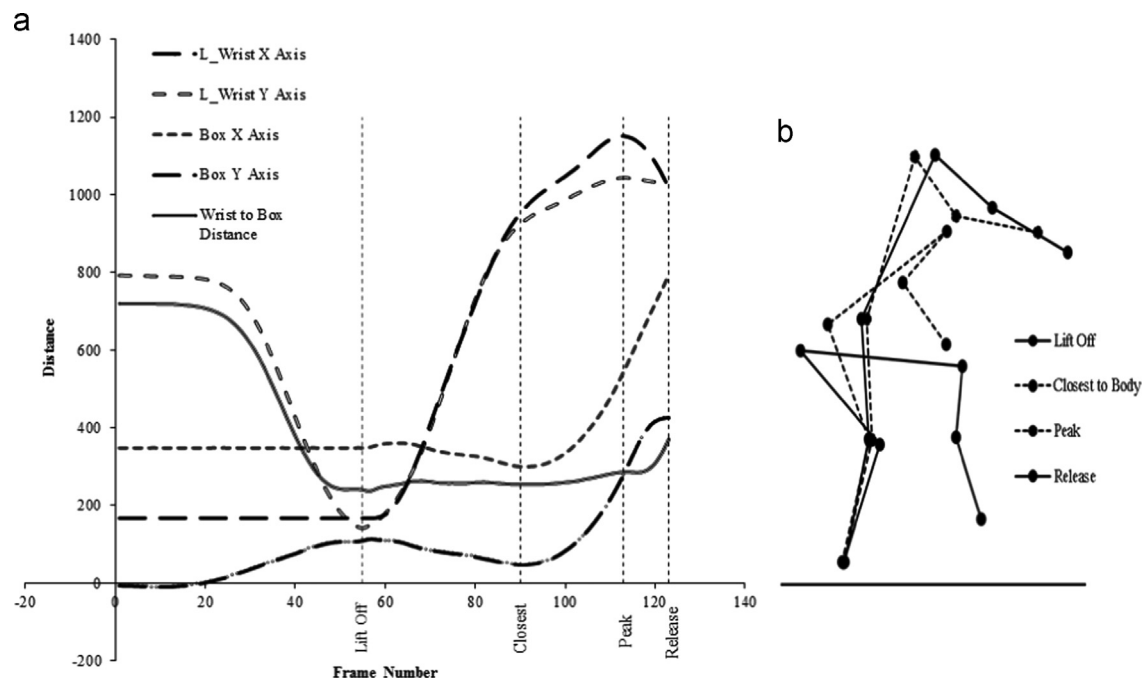 a
1400
1200
1000
800
600
400
200
0
-200
-20
0
20
40
60
80
100
120
140
Distance
Frame Number
L_Wrist X Axis
L_Wrist Y Axis
Box X Axis
Box Y Axis
Wrist to Box
Distance
Lift Off
Closest
Peak
Release
b
Lift Off
Closest to Body
Peak
Release